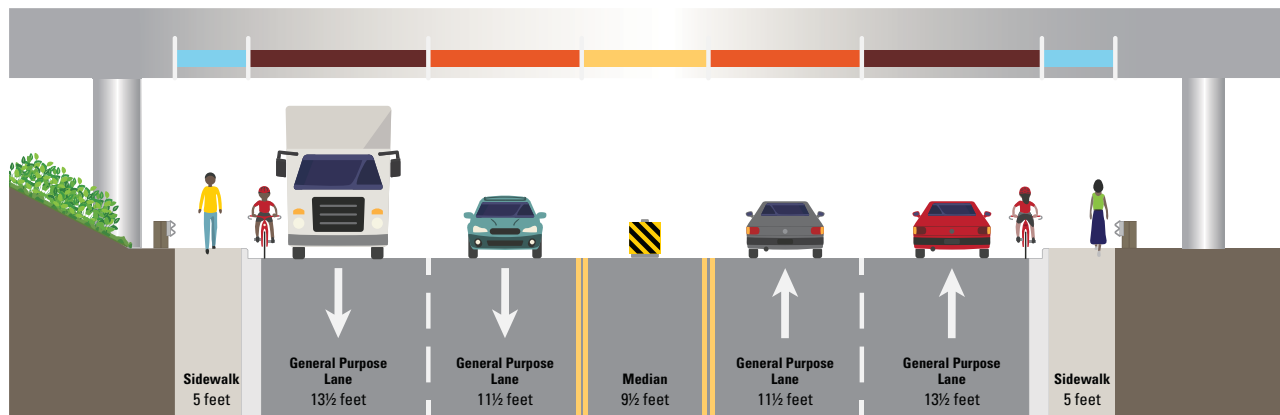 Sidewalk
5 feet
General Purpose
Lane
13½ feet
General Purpose
Lane
11½ feet
Median
9½ feet
General Purpose
Lane
11½ feet
General Purpose
Lane
13½ feet
Sidewalk
5 feet